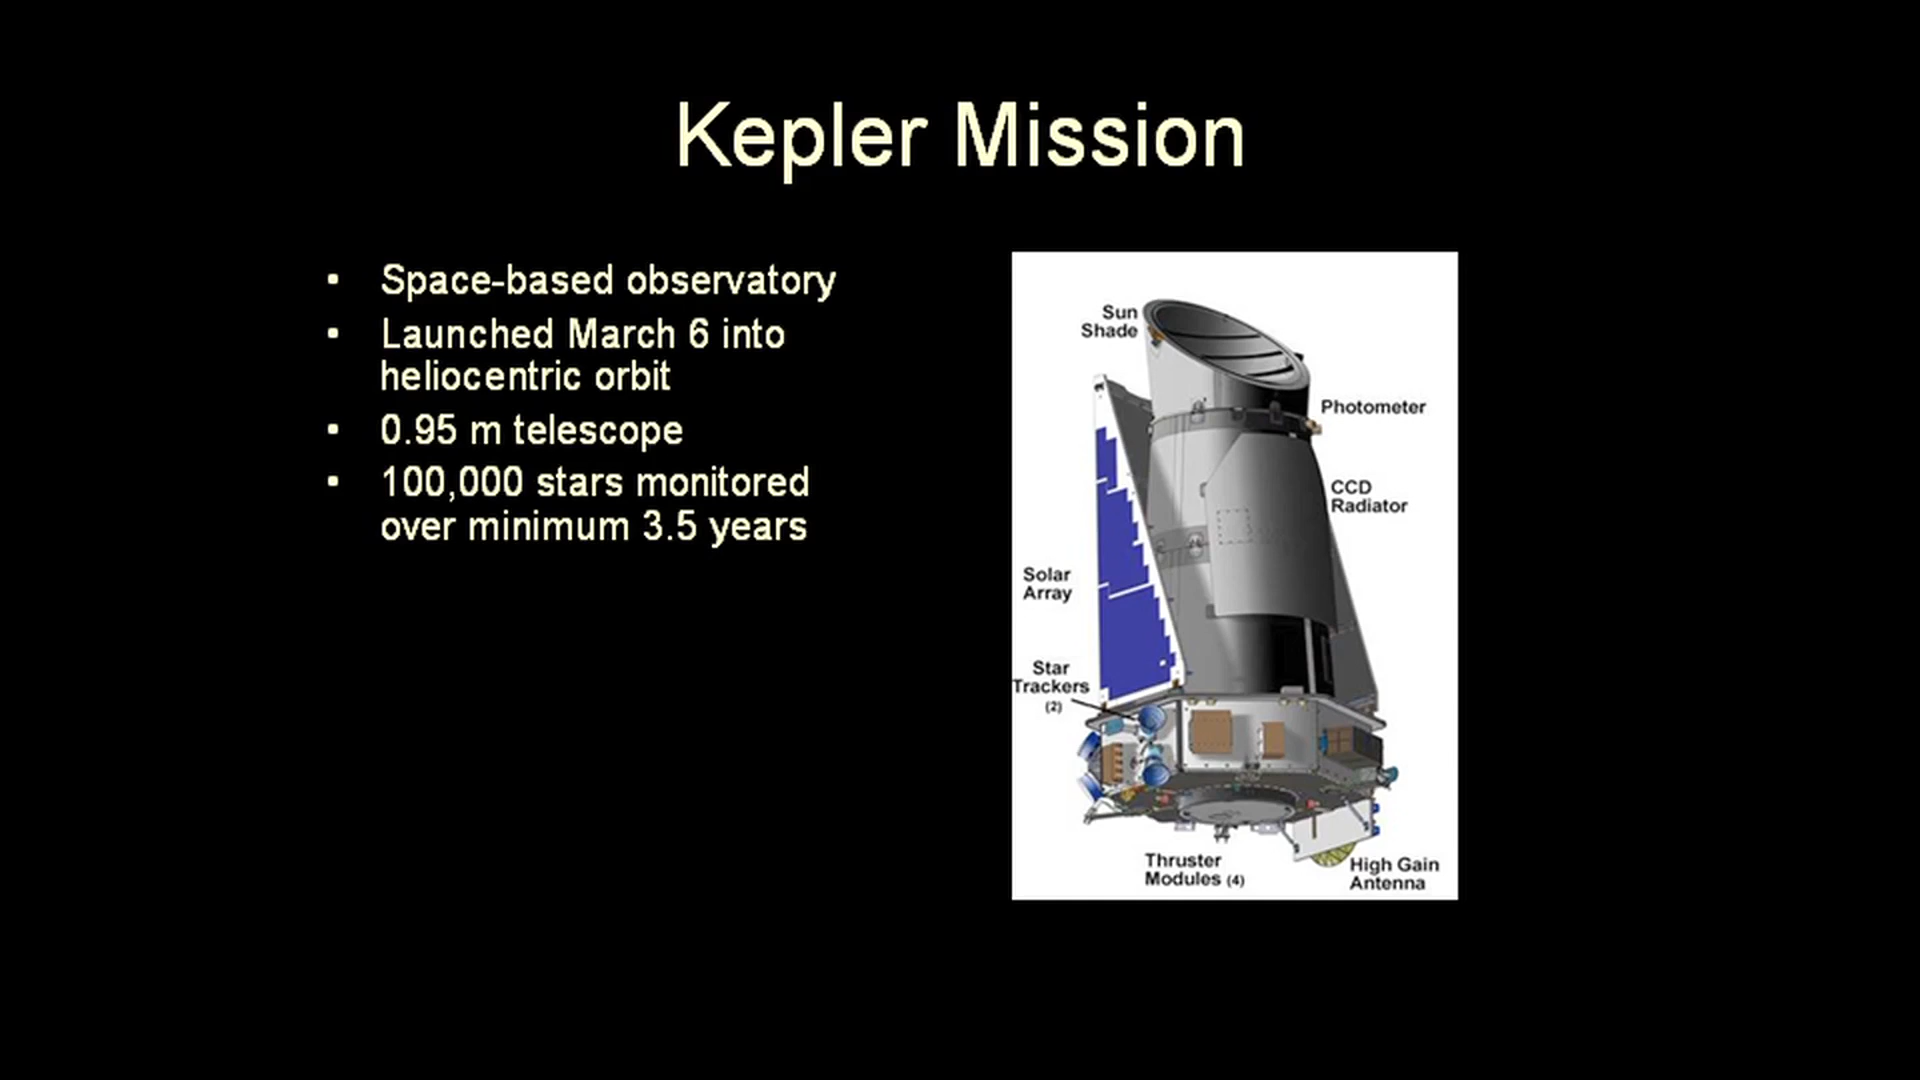 Kepler Mission
• Space-based observatory
• Launched March 6 into
heliocentric orbit
• 0.95 m telescope
• 100,000 stars monitored
over minimum 3.5 years
Sun
Shade
Photometer
CCD
Radiator
Solar
Array
Star
Trackers
(2)
Thruster
Modules (4)
High Gain
Antenna